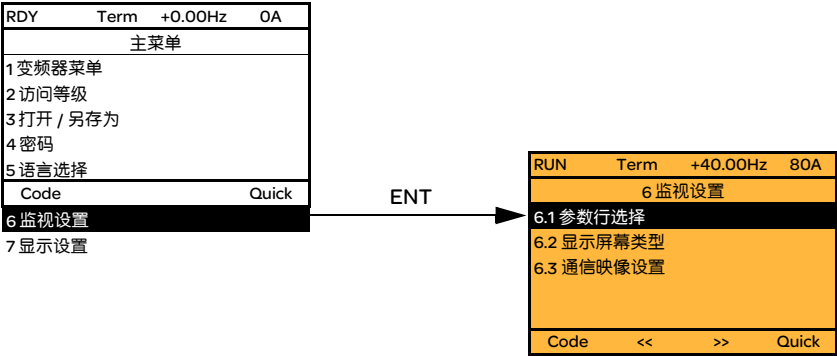 RDY Term +0.00Hz 0A
主菜单
1 变频器菜单
2 访问等级
3 打开 / 另存为
4 密码
5 语言选择
Code Quick
6 监视设置
7 显示设置
ENT
RUN Term +40.00Hz 80A
6 监视设置
6.1 参数行选择
6.2 显示屏幕类型
6.3 通信映像设置
Code << >> Quick